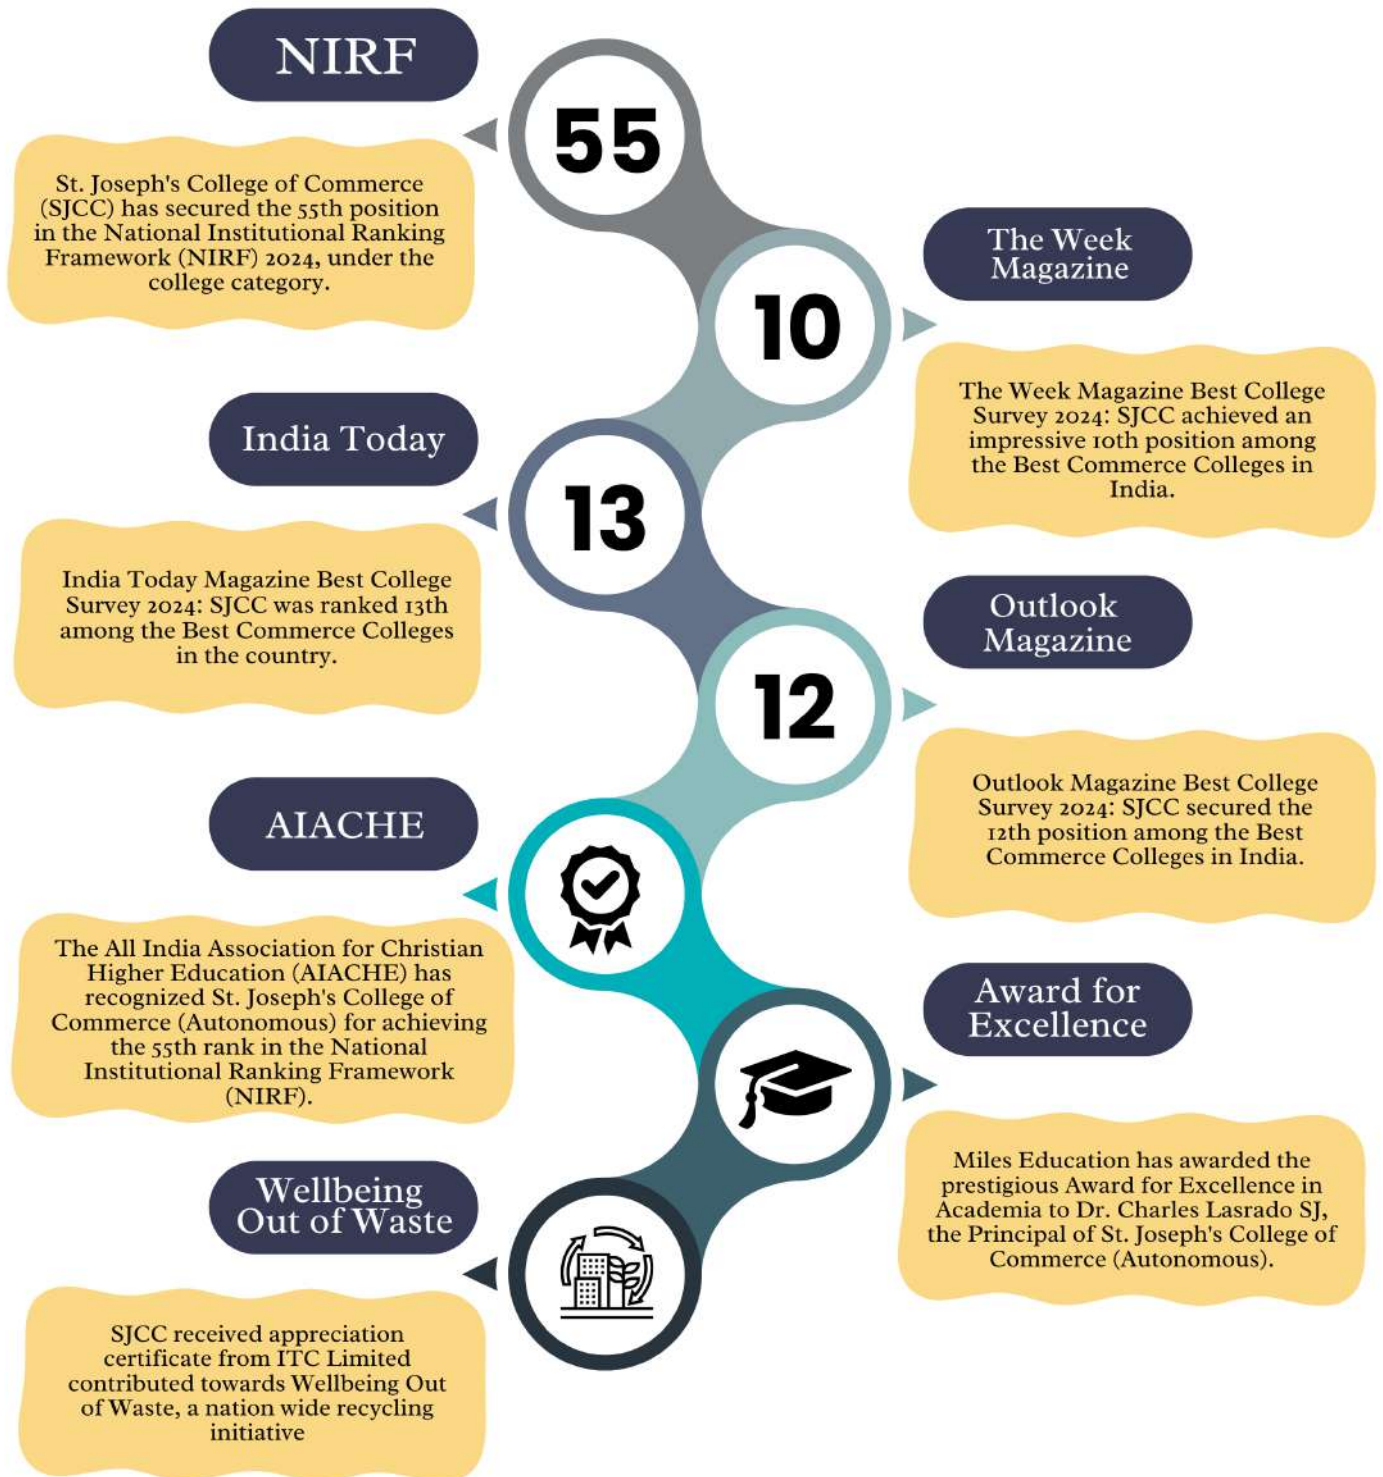 NIRF
55
St. Joseph's College of Commerce
(SJCC) has secured the 55th position
in the National Institutional Ranking
Framework (NIRF) 2024, under the
college category.
The Week
Magazine
10
The Week Magazine Best College
Survey 2024: SJCC achieved an
impressive 10th position among
the Best Commerce Colleges in
India.
India Today
13
India Today Magazine Best College
Survey 2024: SJCC was ranked 13th
among the Best Commerce Colleges
in the country.
Outlook
Magazine
12
Outlook Magazine Best College
Survey 2024: SJCC secured the
12th position among the Best
Commerce Colleges in India.
AIACHE
The All India Association for Christian
Higher Education (AIACHE) has
recognized St. Joseph's College of
Commerce (Autonomous) for achieving
the 55th rank in the National
Institutional Ranking Framework
(NIRF).
Award for
Excellence
Miles Education has awarded the
prestigious Award for Excellence in
Academia to Dr. Charles Lasrado SJ,
the Principal of St. Joseph's College of
Commerce (Autonomous).
Wellbeing
Out of Waste
SJCC received appreciation
certificate from ITC Limited
contributed towards Wellbeing Out
of Waste, a nation wide recycling
initiative